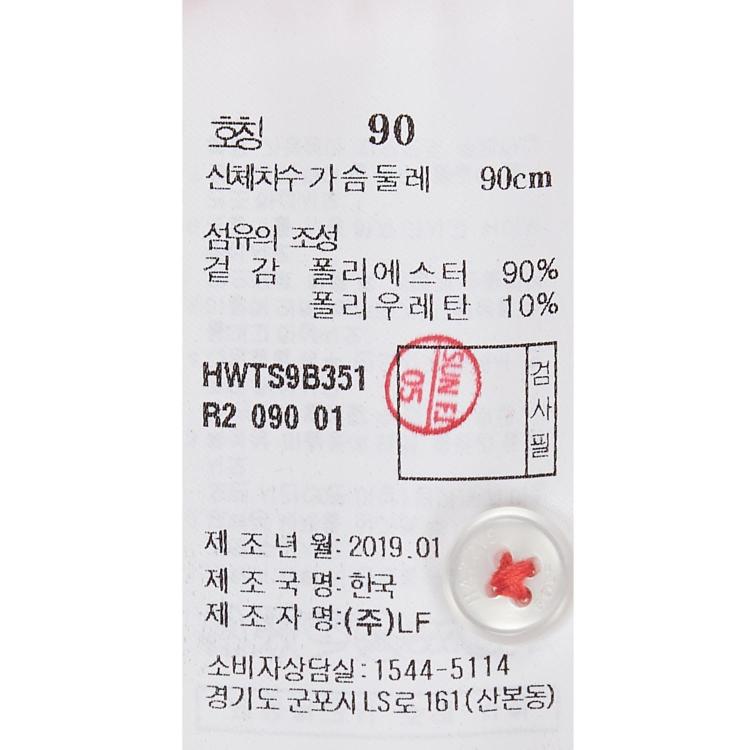 호칭 90
신체치수 가슴둘레 90cm
섬유의 조성
겉감 폴리에스터 90%
폴리우레탄 10%
HWTS9B351
R2 090 01
SUN F.I.
05
검사필
제조년월: 2019.01
제조국명: 한국
제조자명: (주)LF
소비자상담실: 1544-5114
경기도 군포시 LS로 161(산본동)